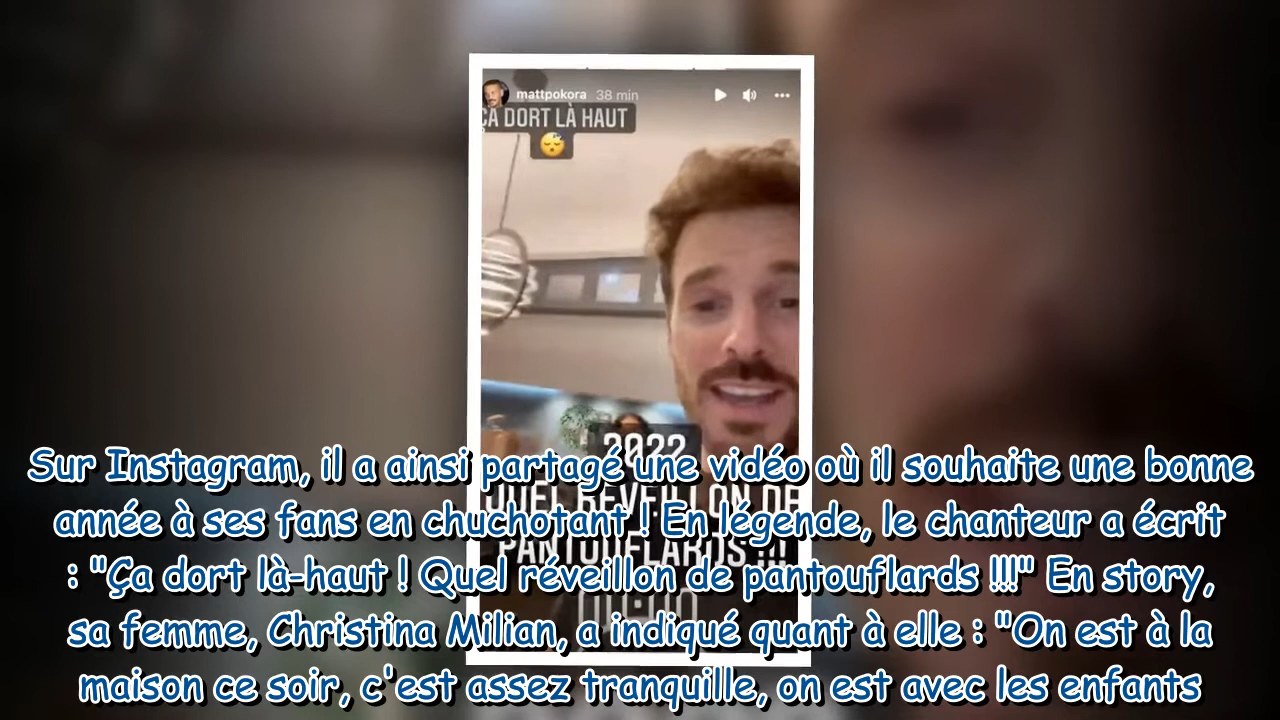 mattpokora 38 min
ÇA DORT LÀ HAUT
2022
QUEL RÉVEILLON DE
PANTOUFLARDS !!!
Sur Instagram, il a ainsi partagé une vidéo où il souhaite une bonne
année à ses fans en chuchotant ! En légende, le chanteur a écrit
: "Ça dort là-haut ! Quel réveillon de pantouflards !!!" En story,
sa femme, Christina Milian, a indiqué quant à elle : "On est à la
maison ce soir, c'est assez tranquille, on est avec les enfants